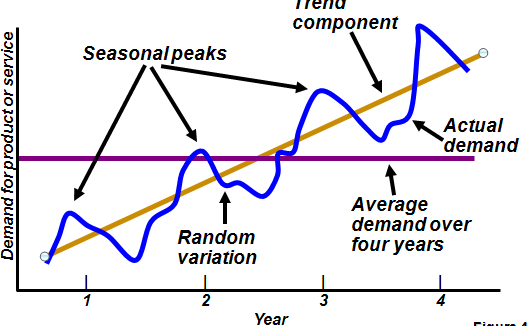 Trend
component
Seasonal peaks
Demand for product or service
Actual
demand
Average
demand over
four years
Random
variation
1
2
3
4
Year